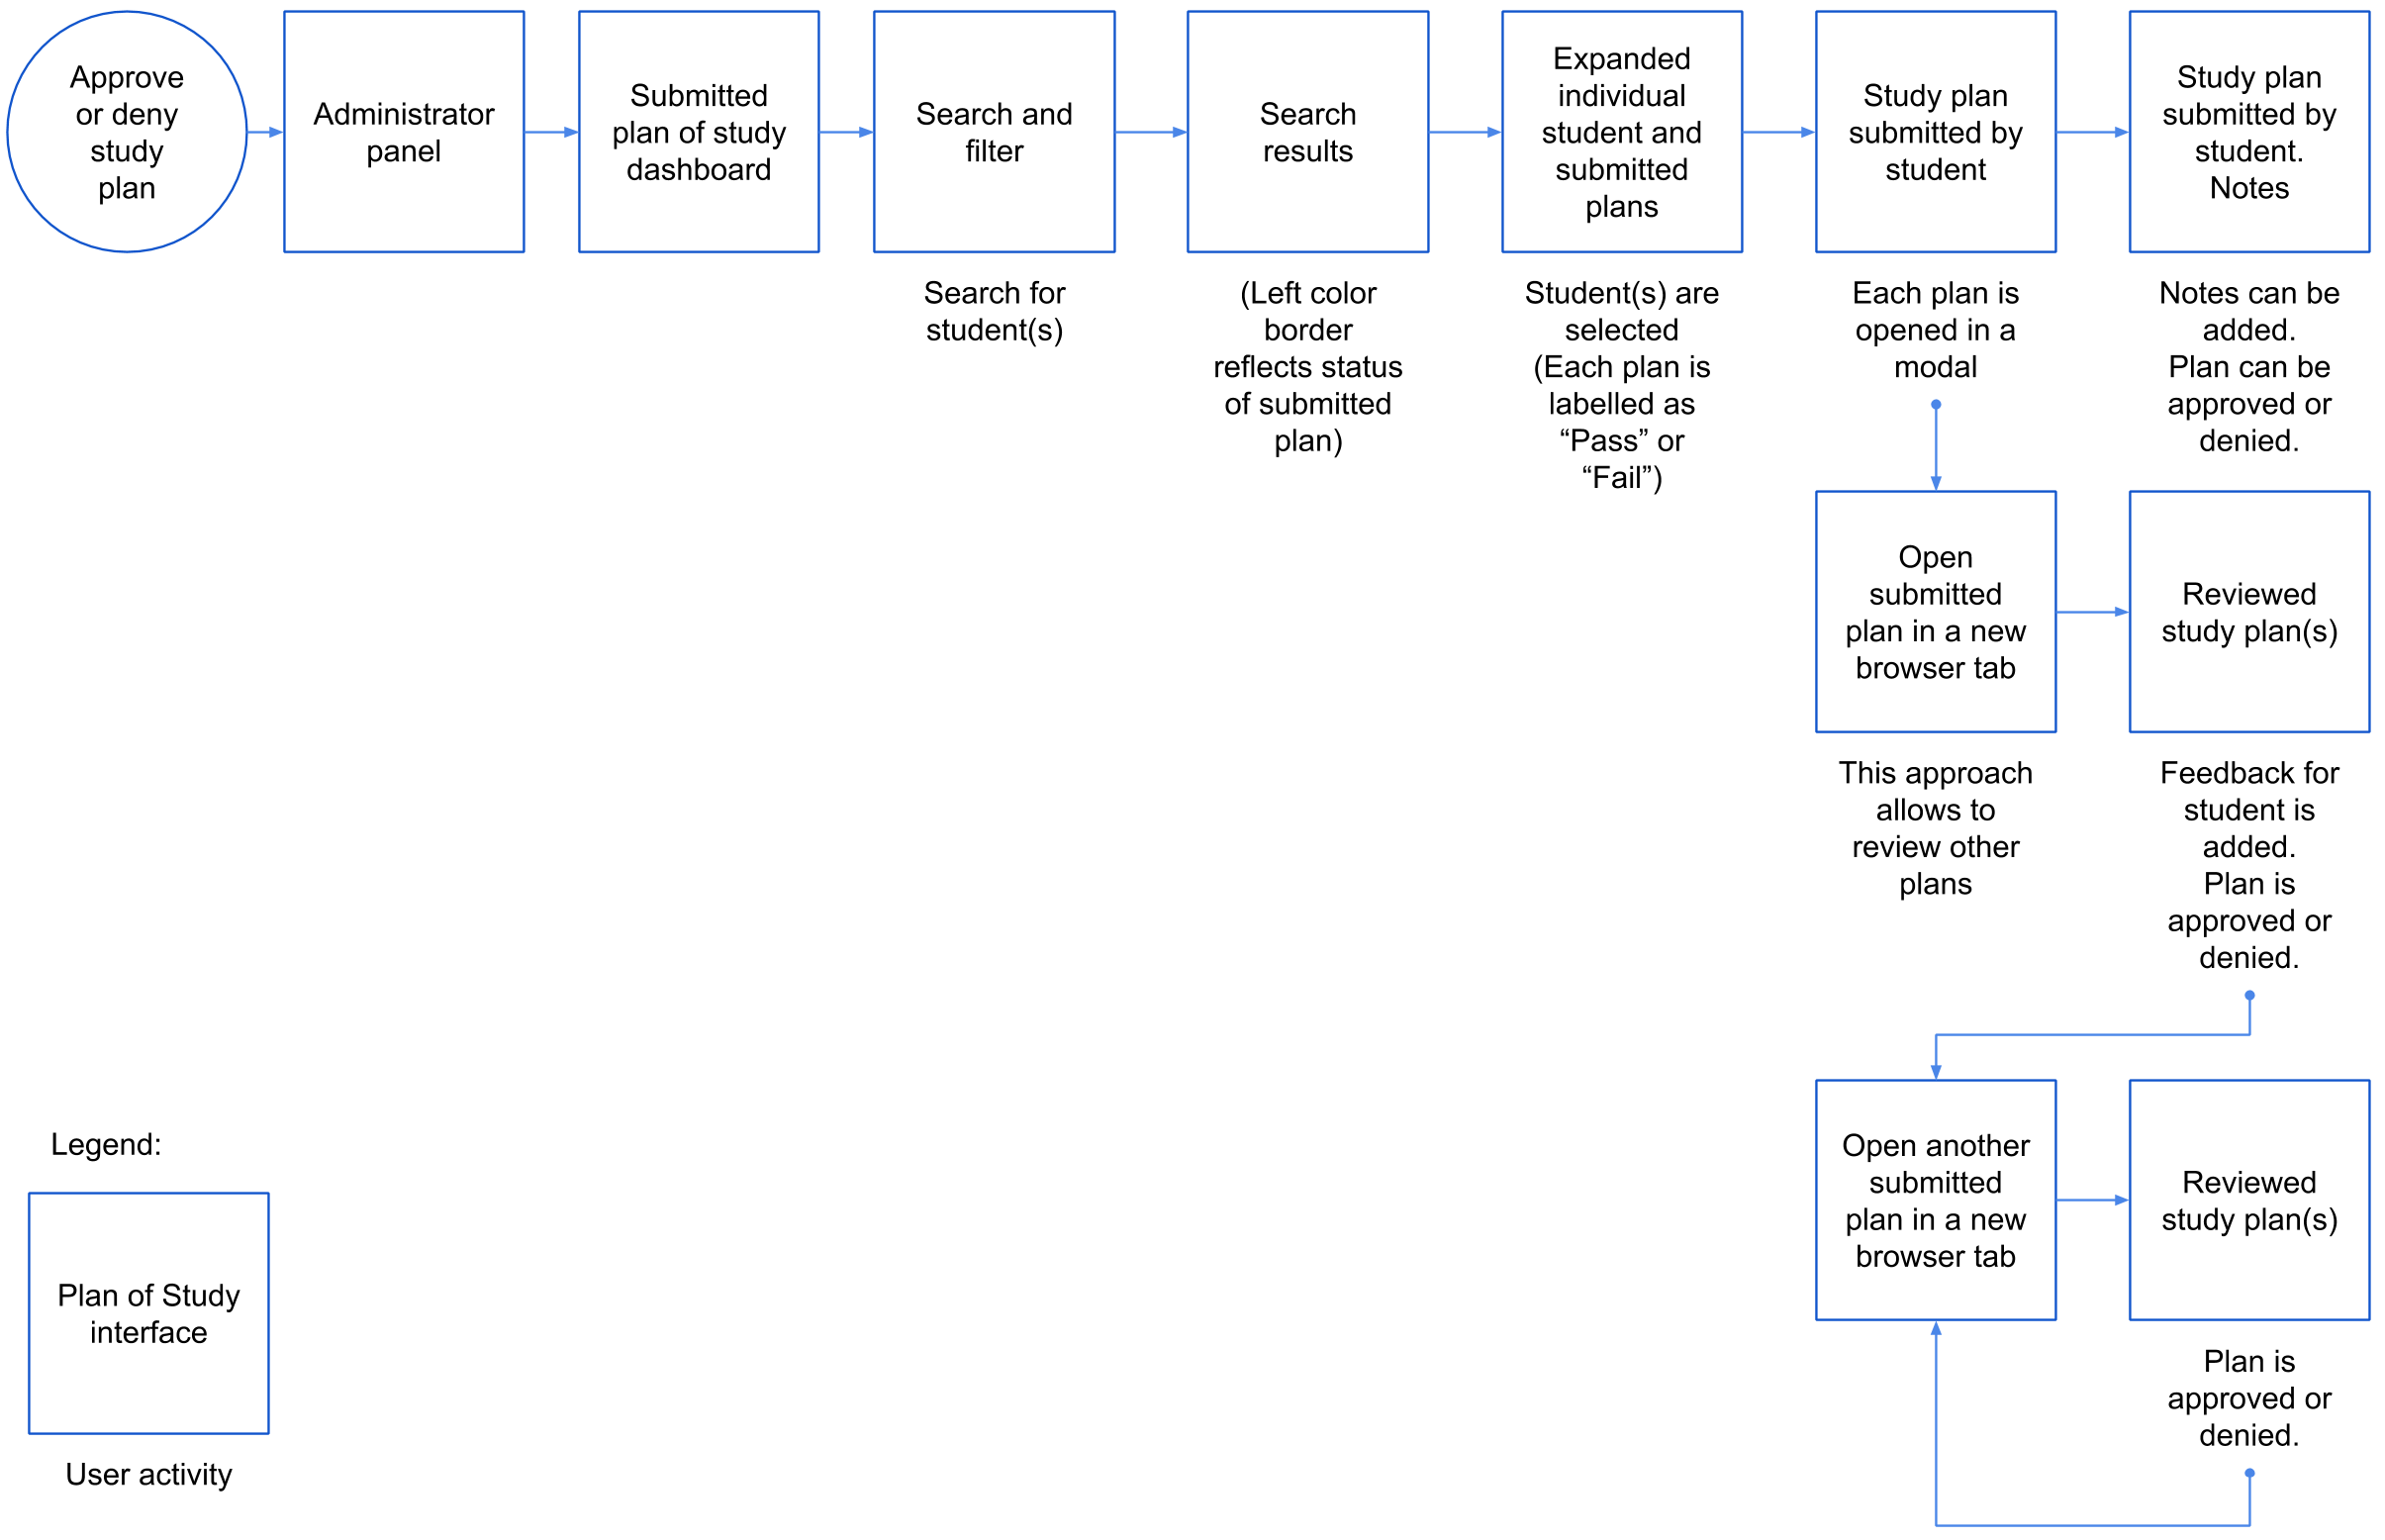 Approve
or deny
study
plan
Administrator
panel
Submitted
plan of study
dashboard
Search and
filter
Search for
student(s)
Search
results
(Left color
border
reflects status
of submitted
plan)
Expanded
individual
student and
submitted
plans
Student(s) are
selected
(Each plan is
labelled as
“Pass” or
“Fail”)
Study plan
submitted by
student
Each plan is
opened in a
modal
Study plan
submitted by
student.
Notes
Notes can be
added.
Plan can be
approved or
denied.
Open
submitted
plan in a new
browser tab
This approach
allows to
review other
plans
Reviewed
study plan(s)
Feedback for
student is
added.
Plan is
approved or
denied.
Open another
submitted
plan in a new
browser tab
Reviewed
study plan(s)
Plan is
approved or
denied.
Legend:
Plan of Study
interface
User activity